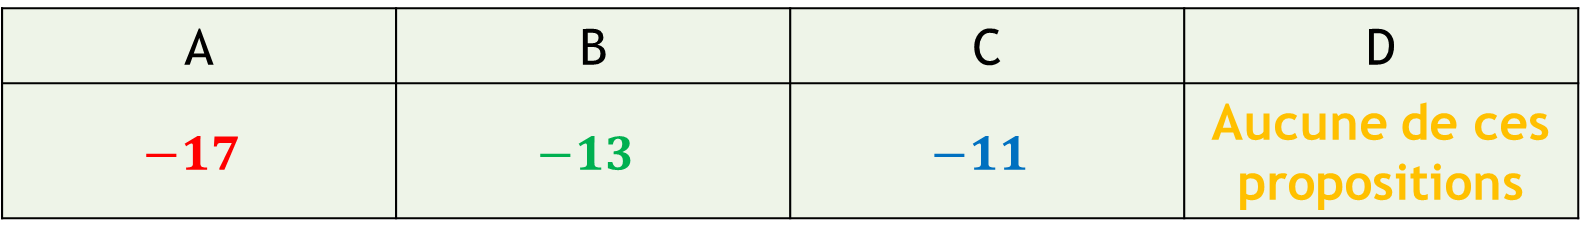 A B C D
−17 −13 −11 Aucune de ces
propositions